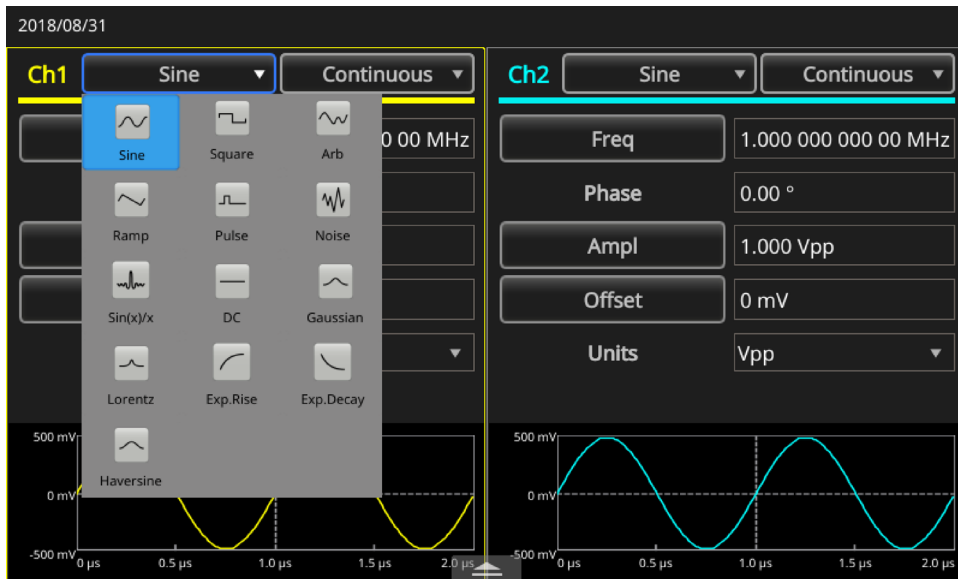 2018/08/31
Ch1 Sine Continuous
Sine Square Arb
Ramp Pulse Noise
Sin(x)/x DC Gaussian
Lorentz Exp.Rise Exp.Decay
Haversine
0 00 MHz
500 mV
0 mV
-500 mV
0 µs 0.5 µs 1.0 µs 1.5 µs 2.0 µs
Ch2 Sine Continuous
Freq 1.000 000 000 00 MHz
Phase 0.00 °
Ampl 1.000 Vpp
Offset 0 mV
Units Vpp
500 mV
0 mV
-500 mV
0 µs 0.5 µs 1.0 µs 1.5 µs 2.0 µs